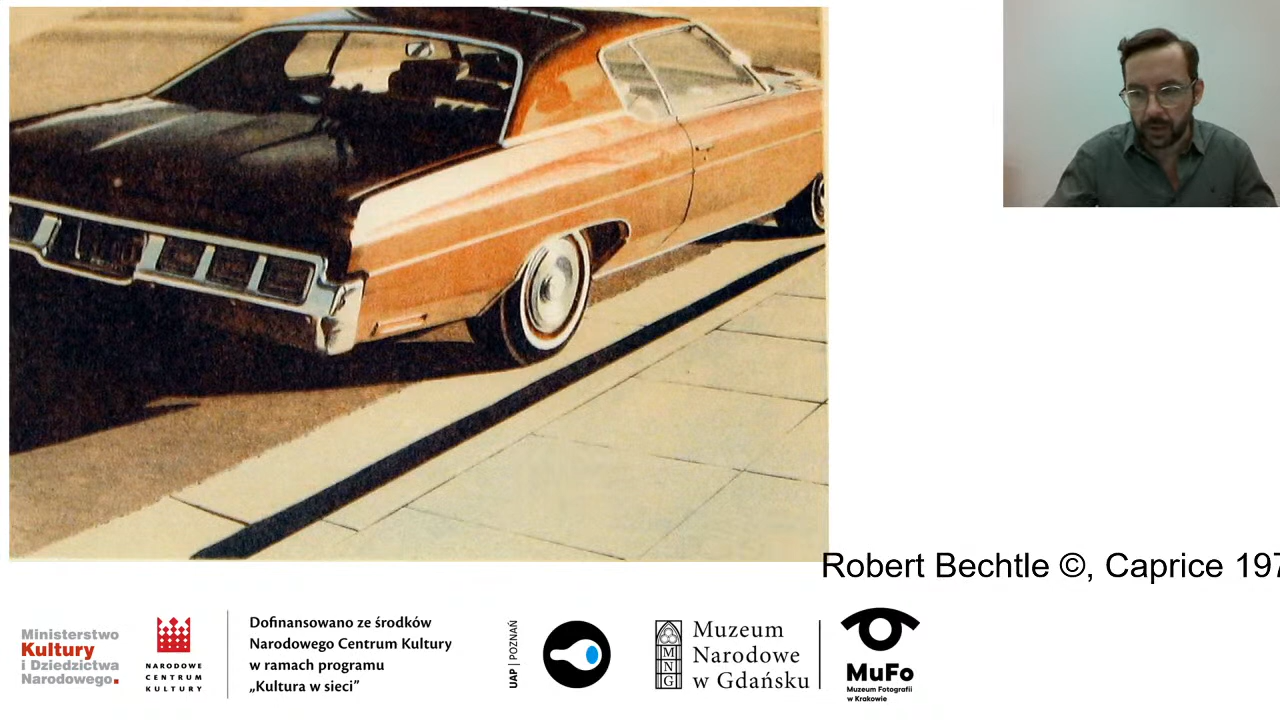 Robert Bechtle ©, Caprice 197
Ministerstwo
Kultury
i Dziedzictwa
Narodowego.
NARODOWE
CENTRUM
KULTURY
Dofinansowano ze środków
Narodowego Centrum Kultury
w ramach programu
„Kultura w sieci”
UAP | POZNAŃ
MNG
Muzeum
Narodowe
w Gdańsku
MuFo
Muzeum Fotografii
w Krakowie